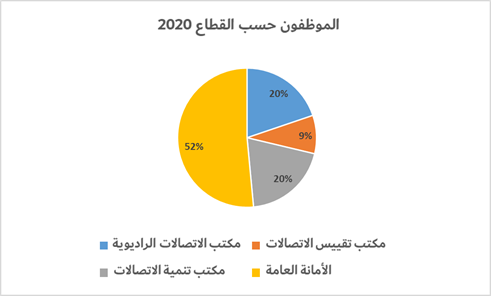 الموظفون حسب القطاع 2020
20%
9%
20%
52%
مكتب تقييس الاتصالات مكتب الاتصالات الراديوية
الأمانة العامة مكتب تنمية الاتصالات